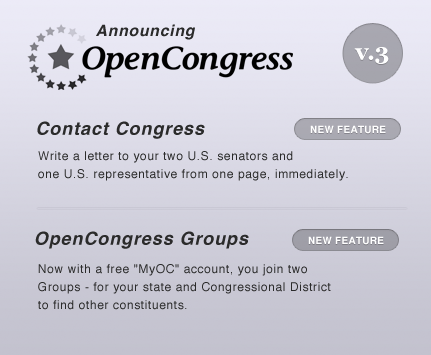 Announcing
OpenCongress
v.3
Contact Congress
NEW FEATURE
Write a letter to your two U.S. senators and
one U.S. representative from one page, immediately.
OpenCongress Groups
NEW FEATURE
Now with a free "MyOC" account, you join two
Groups - for your state and Congressional District
to find other constituents.